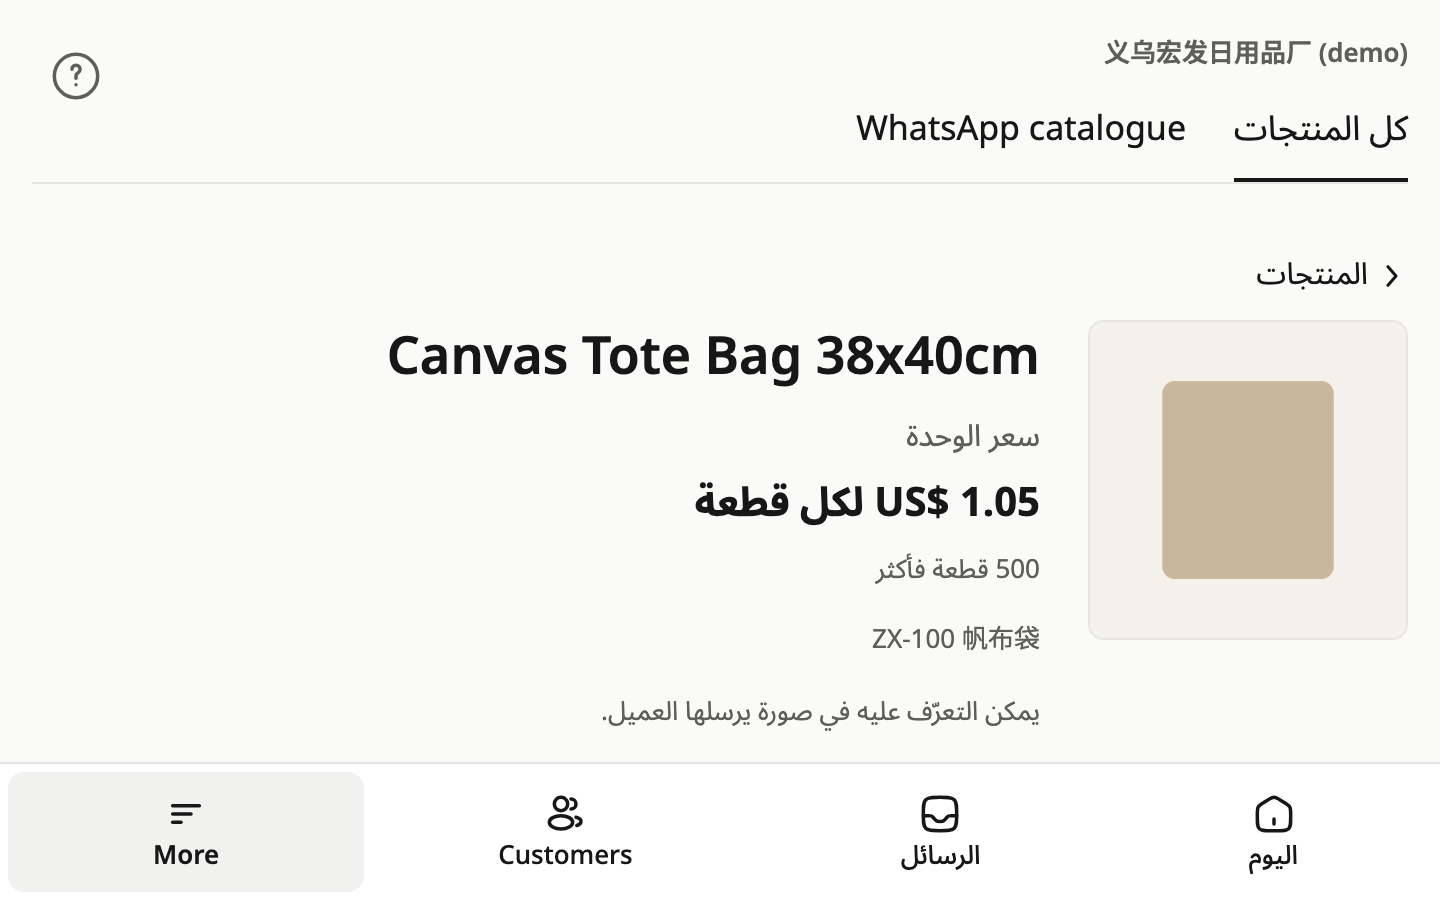 义乌宏发日用品厂 (demo)
كل المنتجات
WhatsApp catalogue
المنتجات
Canvas Tote Bag 38x40cm
سعر الوحدة
US$ 1.05 لكل قطعة
500 قطعة فأكثر
ZX-100 帆布袋
يمكن التعرّف عليه في صورة يرسلها العميل.
اليوم
الرسائل
Customers
More